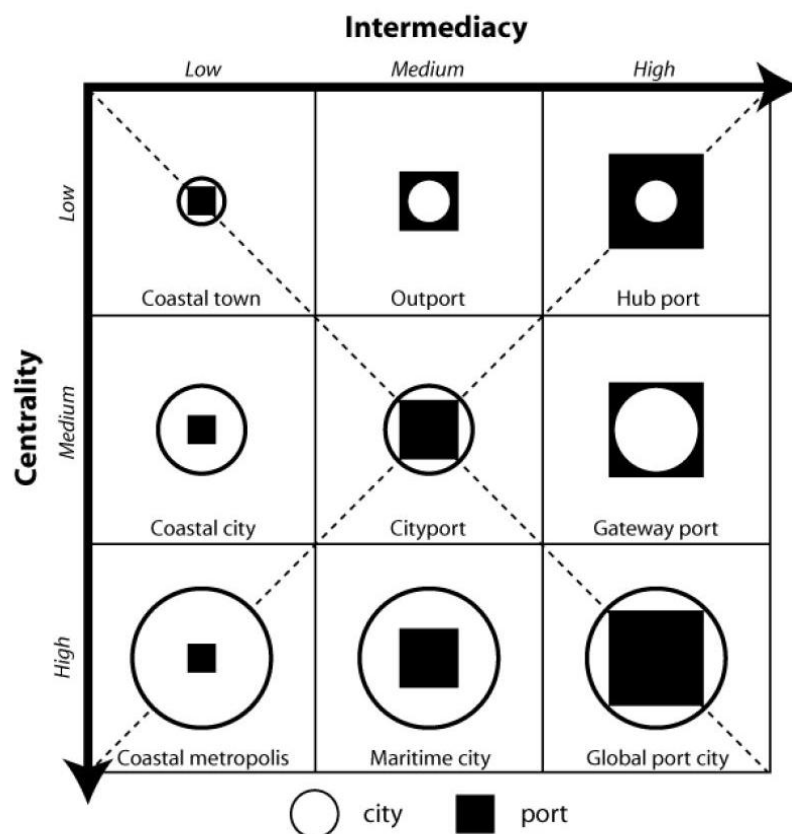 Intermediacy
Low Medium High
Centrality
Low
Coastal town Outport Hub port
Medium
Coastal city Cityport Gateway port
High
Coastal metropolis Maritime city Global port city
city port